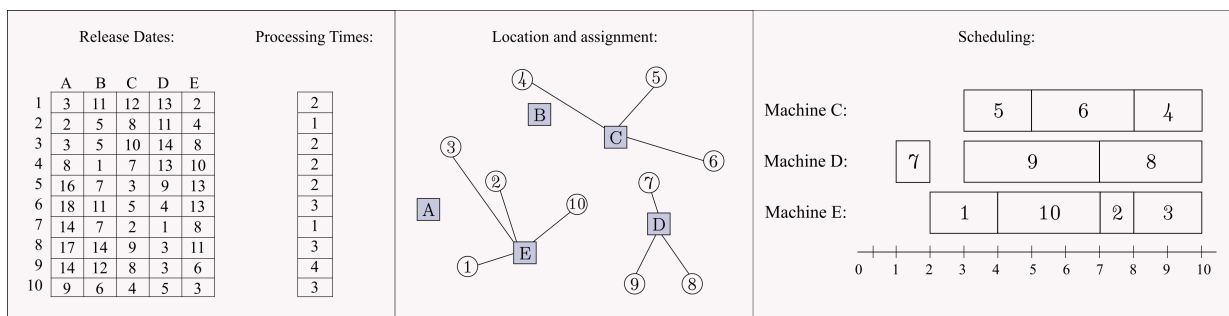 Release Dates:
Processing Times:
A B C D E
1 3 11 12 13 2 2
2 2 5 8 11 4 1
3 3 5 10 14 8 2
4 8 1 7 13 10 2
5 16 7 3 9 13 2
6 18 11 5 4 13 3
7 14 7 2 1 8 1
8 17 14 9 3 11 3
9 14 12 8 3 6 4
10 9 6 4 5 3 3
Location and assignment:
4
5
B
C
3
6
2
7
10
A
D
E
1
9
8
Scheduling:
Machine C: 5 6 4
Machine D: 7 9 8
Machine E: 1 10 2 3
0 1 2 3 4 5 6 7 8 9 10